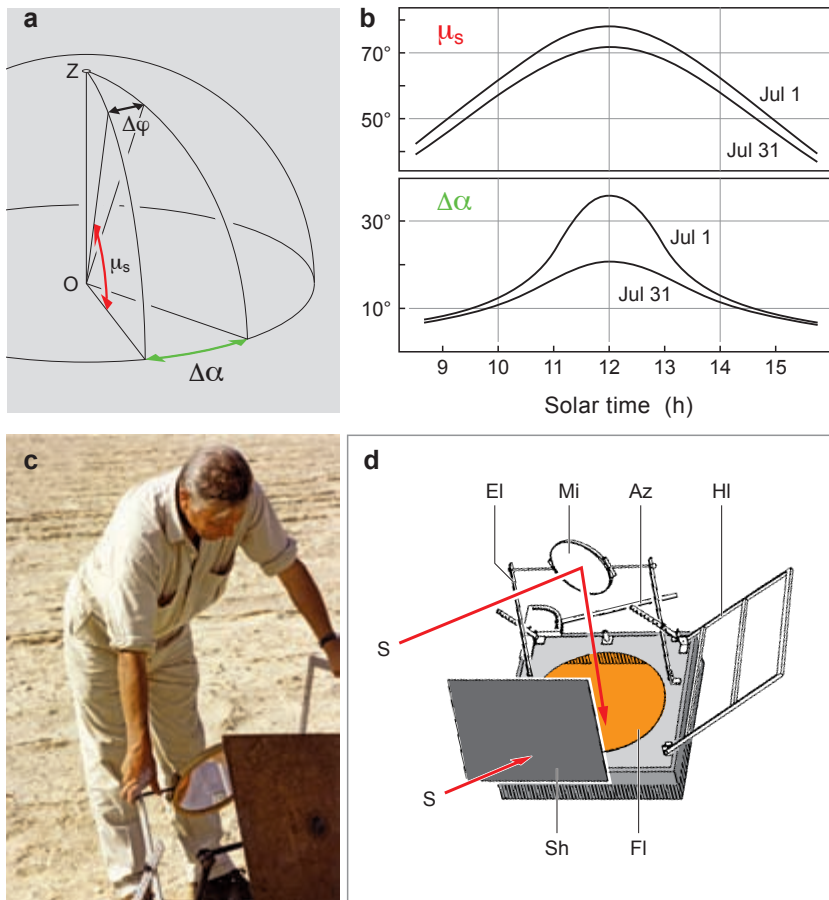 a
Z
Δφ
μs
O
Δα
b
μs
70°
50°
Jul 1
Jul 31
Δα
30°
10°
Jul 1
Jul 31
9 10 11 12 13 14 15
Solar time (h)
c
d
El Mi Az Hl
S
S
Sh Fl